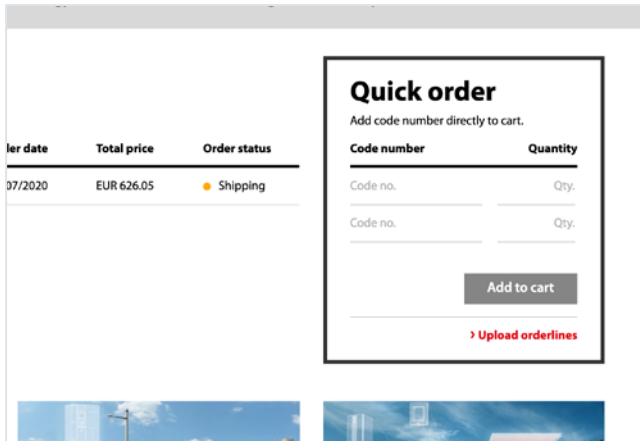 Quick order
Add code number directly to cart.
ler date Total price Order status
Code number Quantity
07/2020 EUR 626.05 Shipping
Code no. Qty.
Code no. Qty.
Add to cart
› Upload orderlines